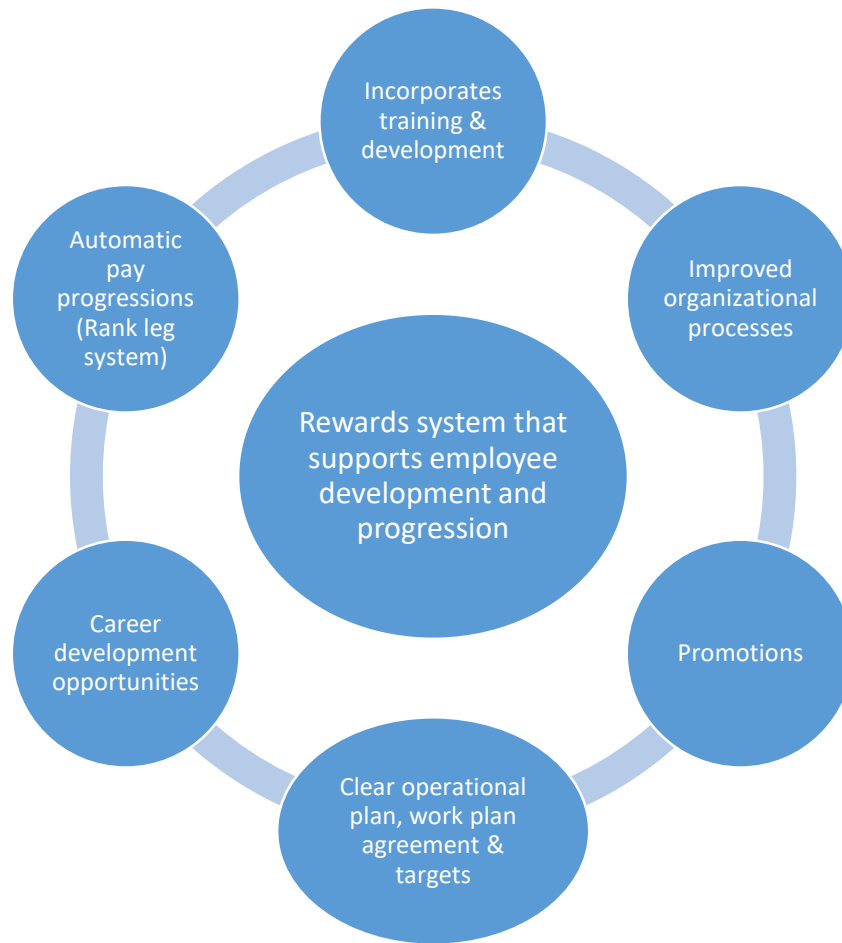 Incorporates
training &
development
Improved
organizational
processes
Promotions
Clear operational
plan, work plan
agreement &
targets
Career
development
opportunities
Automatic
pay
progressions
(Rank leg
system)
Rewards system that
supports employee
development and
progression